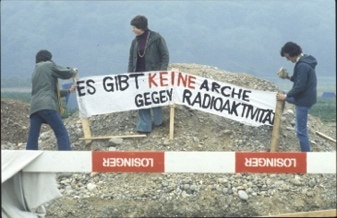 ES GIBT KEINE ARCHE
GEGEN RADIOAKTIVITÄT
LOSINGER LOSINGER